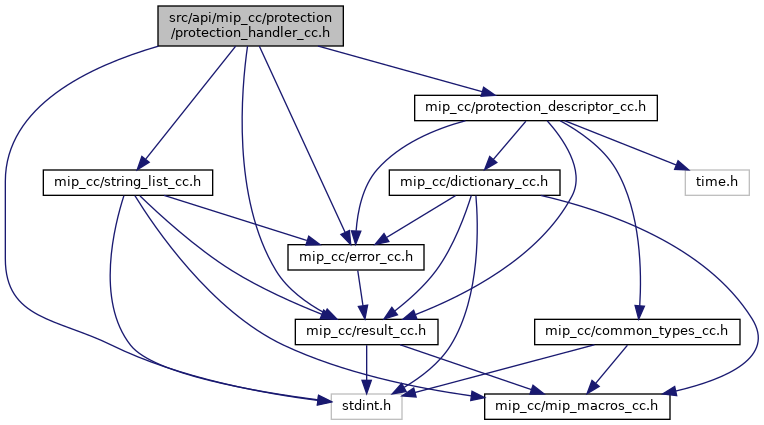 src/api/mip_cc/protection
/protection_handler_cc.h
mip_cc/protection_descriptor_cc.h
mip_cc/string_list_cc.h
mip_cc/dictionary_cc.h
time.h
mip_cc/error_cc.h
mip_cc/result_cc.h
mip_cc/common_types_cc.h
stdint.h
mip_cc/mip_macros_cc.h